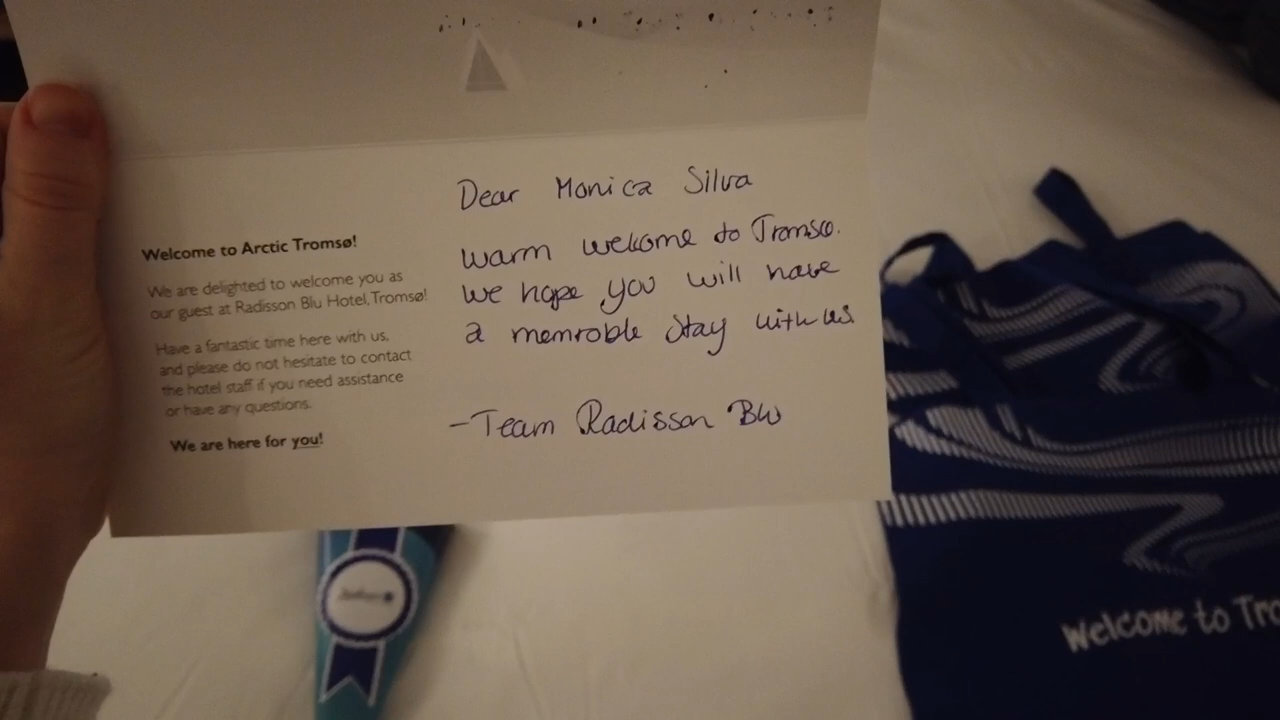 Welcome to Arctic Tromsø!
We are delighted to welcome you as
our guest at Radisson Blu Hotel, Tromsø!
Have a fantastic time here with us,
and please do not hesitate to contact
the hotel staff if you need assistance
or have any questions.
We are here for you!
Dear Monica Silva
warm welcome to Tromsø.
we hope you will have
a memroble stay with us.
-Team Radisson Blu
Welcome to Tro